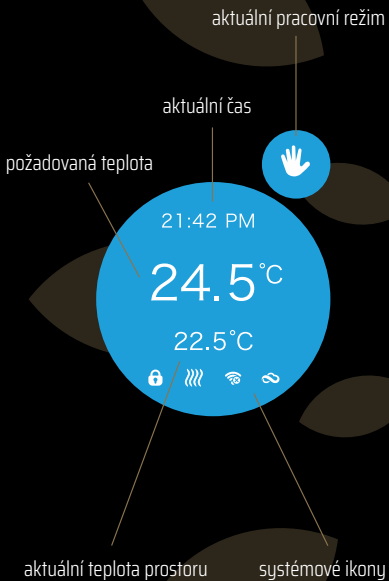 aktuální pracovní režim
aktuální čas
požadovaná teplota
21:42 PM
24.5°C
22.5°C
aktuální teplota prostoru
systémové ikony